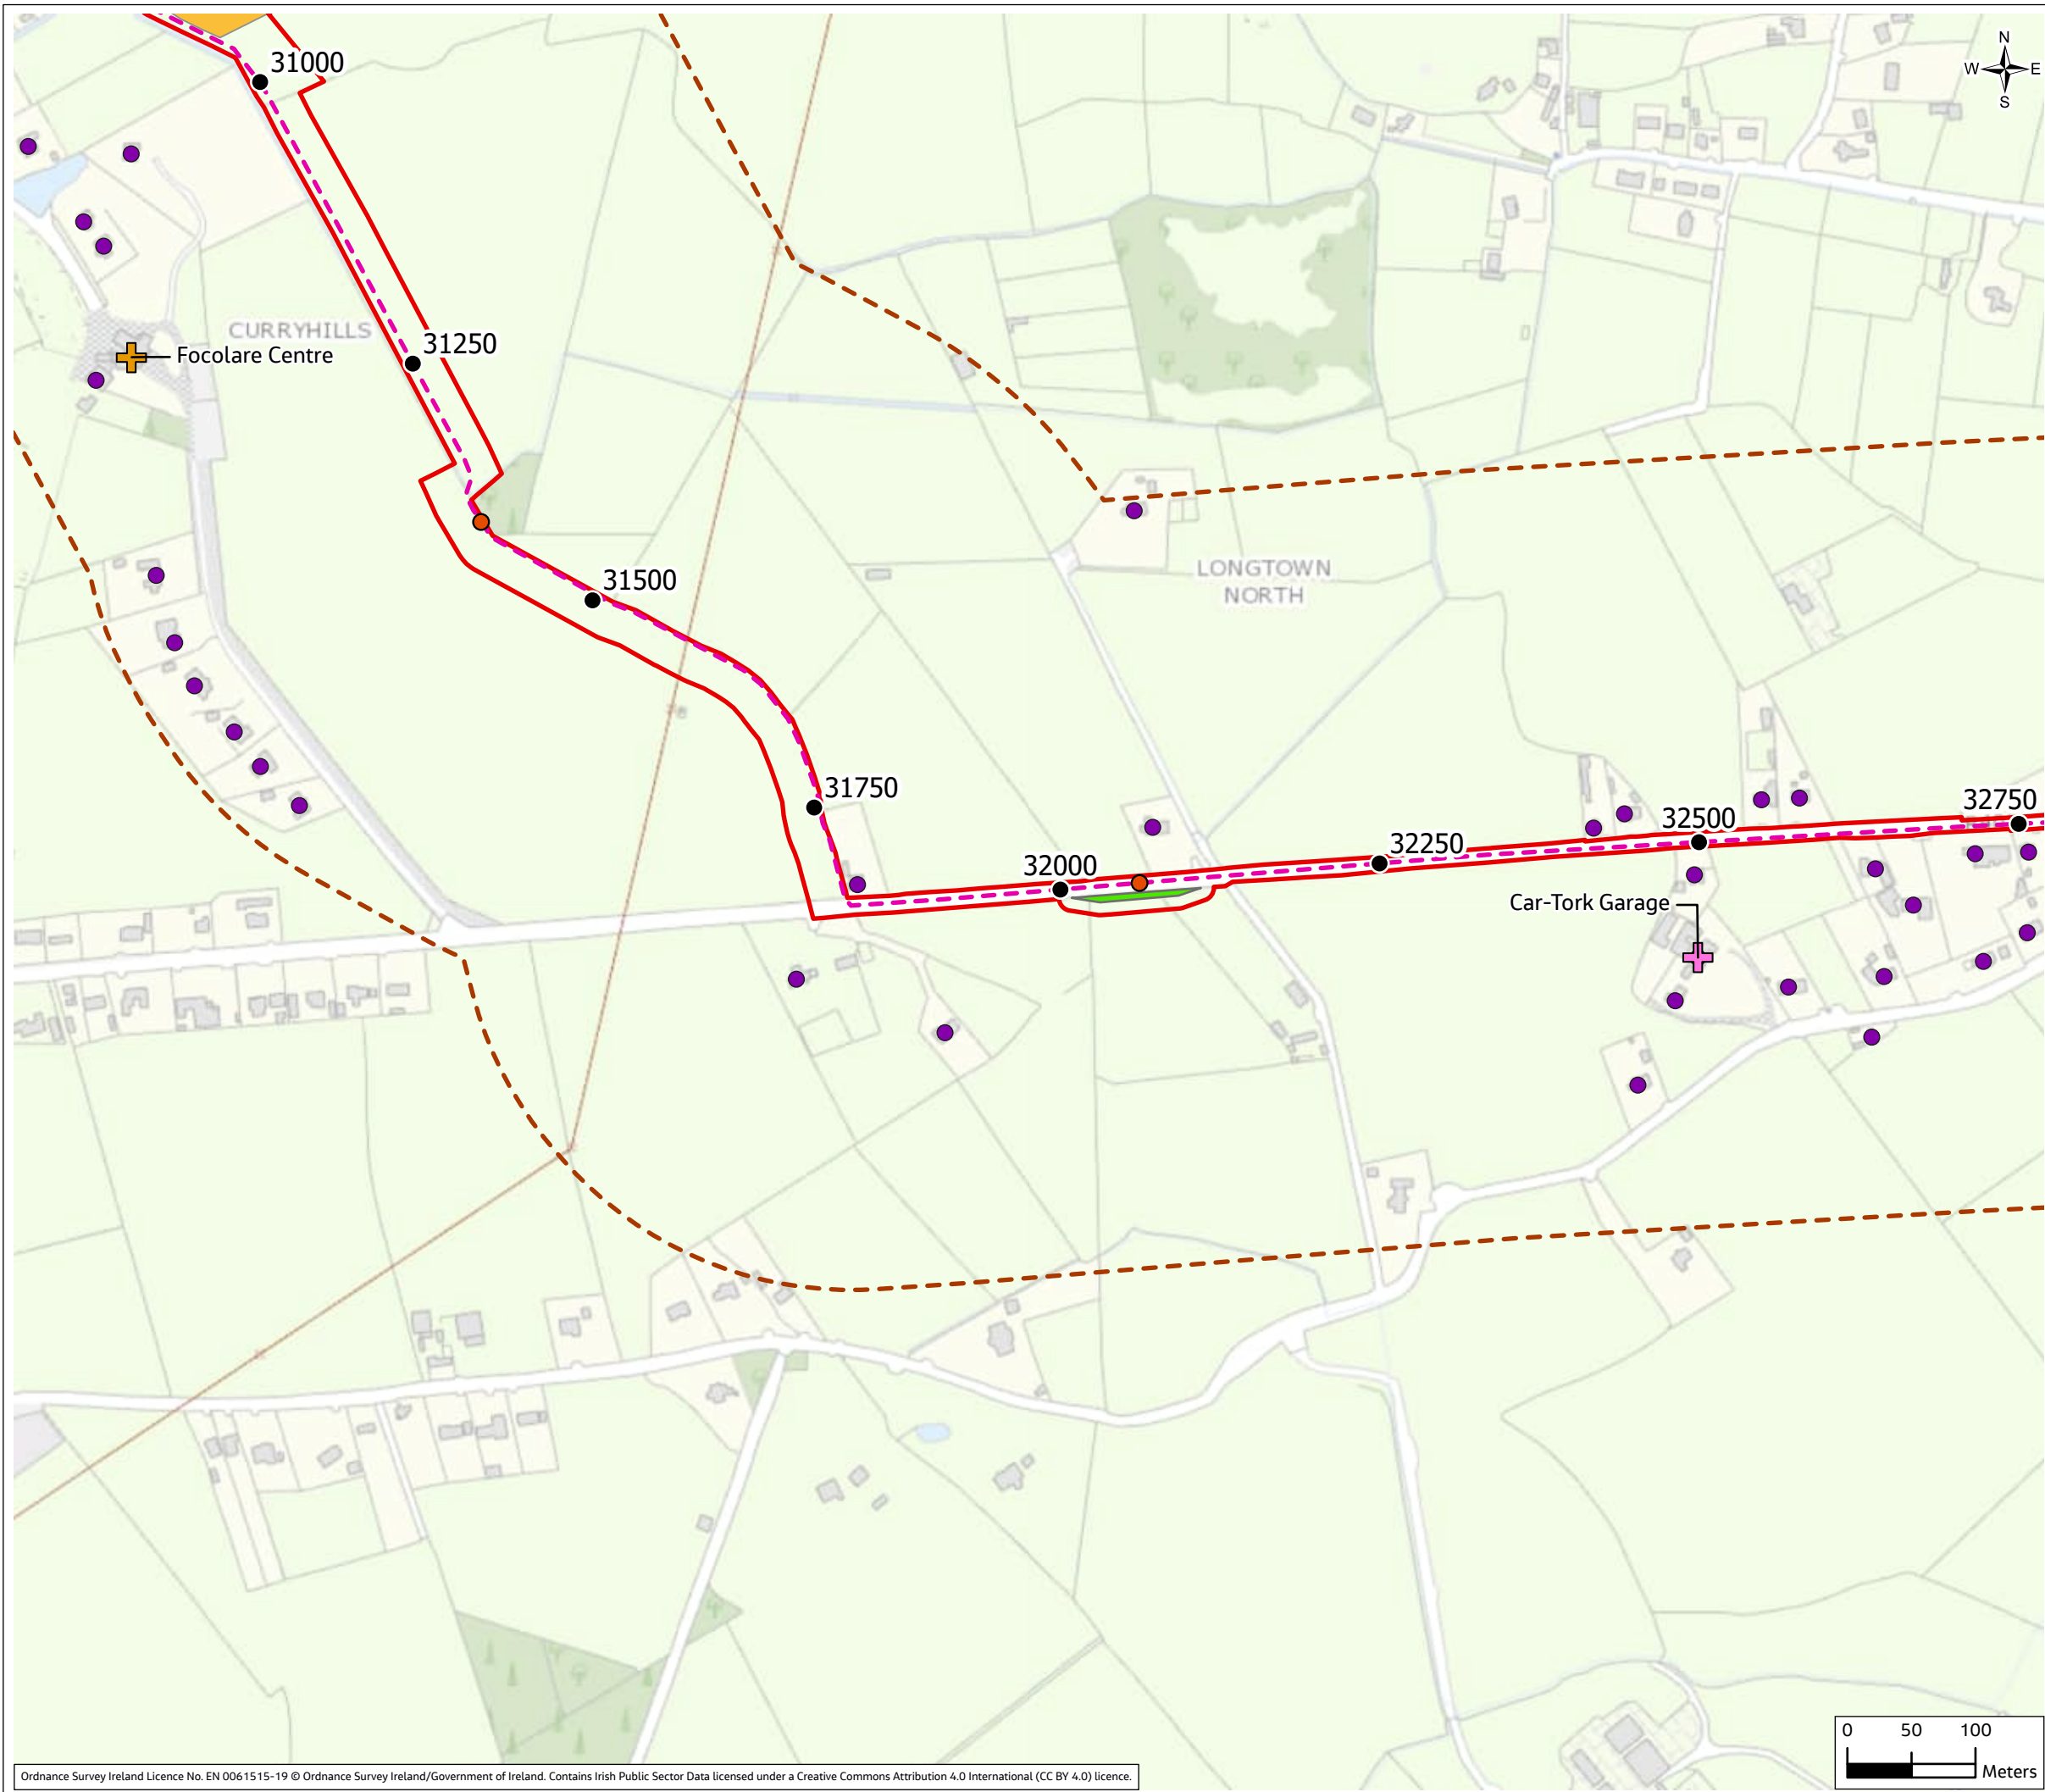 31000
N
W E
S
CURRYHILLS
31250
Focolare Centre
31500
LONGTOWN
NORTH
31750
32750
32500
32250
32000
Car-Tork Garage
0 50 100
Meters
Ordnance Survey Ireland Licence No. EN 0061515-19 © Ordnance Survey Ireland/Government of Ireland. Contains Irish Public Sector Data licensed under a Creative Commons Attribution 4.0 International (CC BY 4.0) licence.